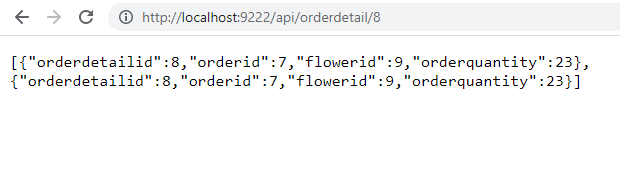 http://localhost:9222/api/orderdetail/8
[{"orderdetailid":8,"orderid":7,"flowerid":9,"orderquantity":23},
{"orderdetailid":8,"orderid":7,"flowerid":9,"orderquantity":23}]